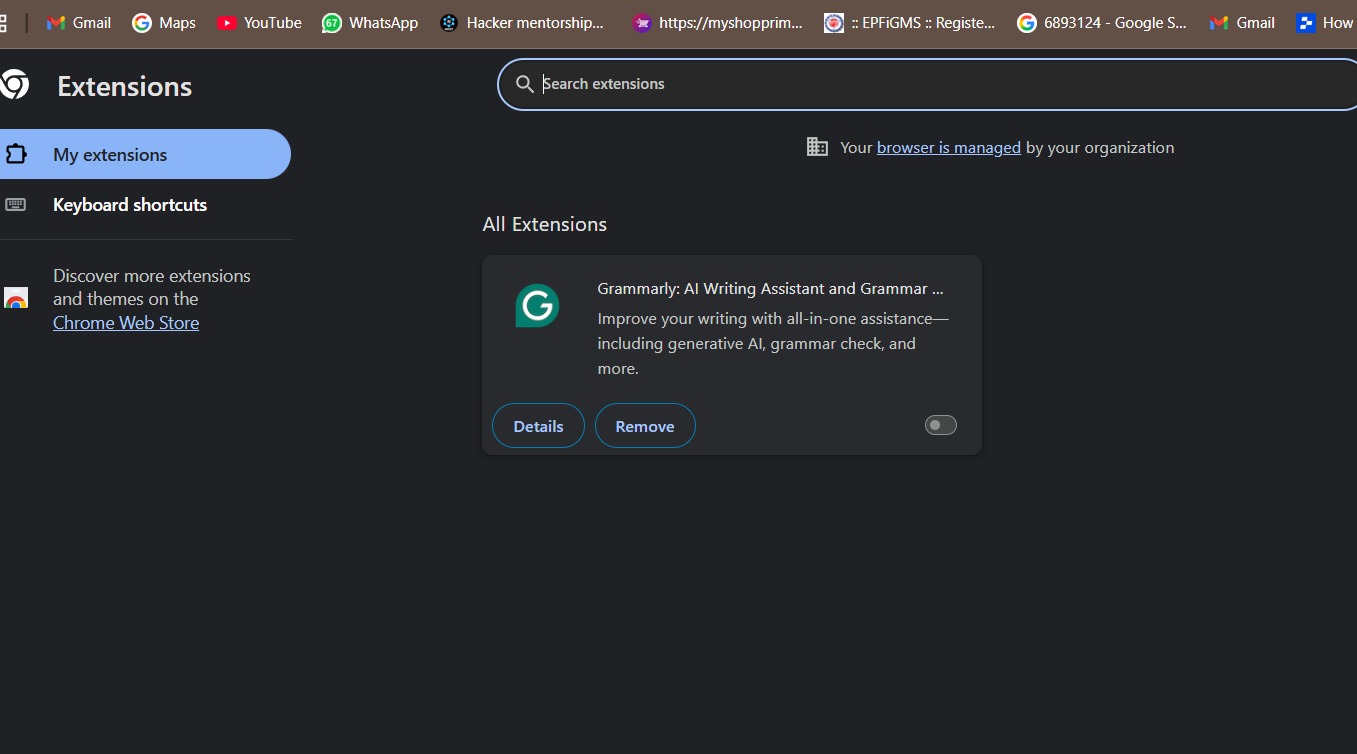 Gmail
Maps
YouTube
67
WhatsApp
Hacker mentorship...
https://myshopprim...
:: EPFiGMS :: Registe...
6893124 - Google S...
Gmail
How
Extensions
Search extensions
My extensions
Your browser is managed by your organization
Keyboard shortcuts
All Extensions
Discover more extensions
and themes on the
Chrome Web Store
Grammarly: AI Writing Assistant and Grammar ...
Improve your writing with all-in-one assistance—
including generative AI, grammar check, and
more.
Details
Remove